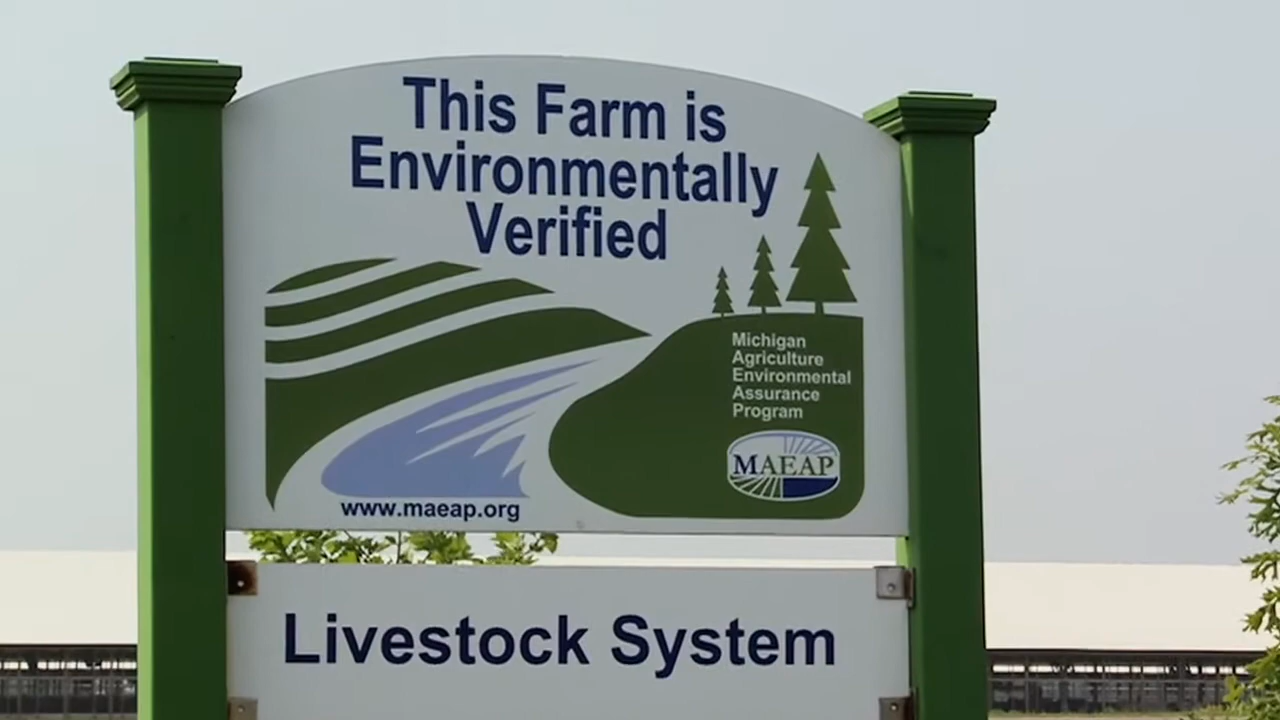 This Farm is
Environmentally
Verified
Michigan
Agriculture
Environmental
Assurance
Program
MAEAP
www.maeap.org
Livestock System